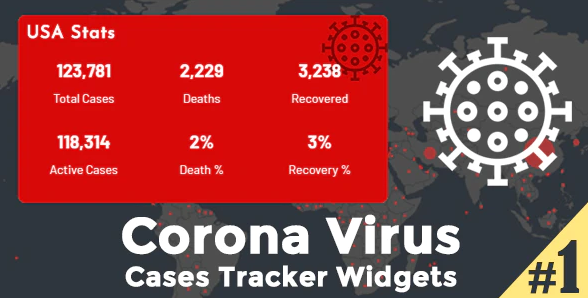 USA Stats
123,781 2,229 3,238
Total Cases Deaths Recovered
118,314 2% 3%
Active Cases Death % Recovery %
Corona Virus
Cases Tracker Widgets
#1